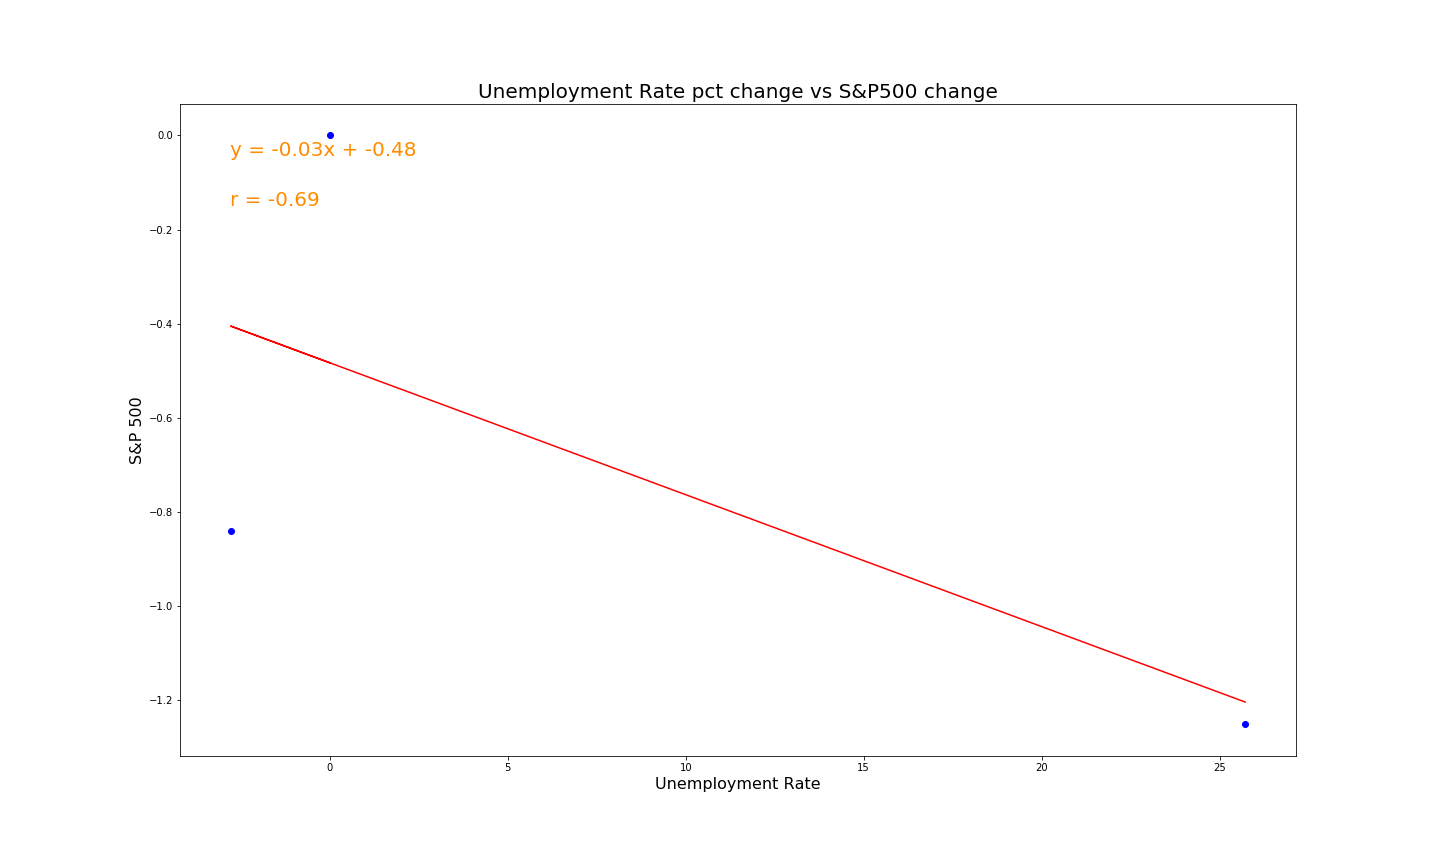 Unemployment Rate pct change vs S&P500 change
0.0
y = -0.03x + -0.48
r = -0.69
−0.2
−0.4
−0.6
−0.8
−1.0
−1.2
S&P 500
0 5 10 15 20 25
Unemployment Rate